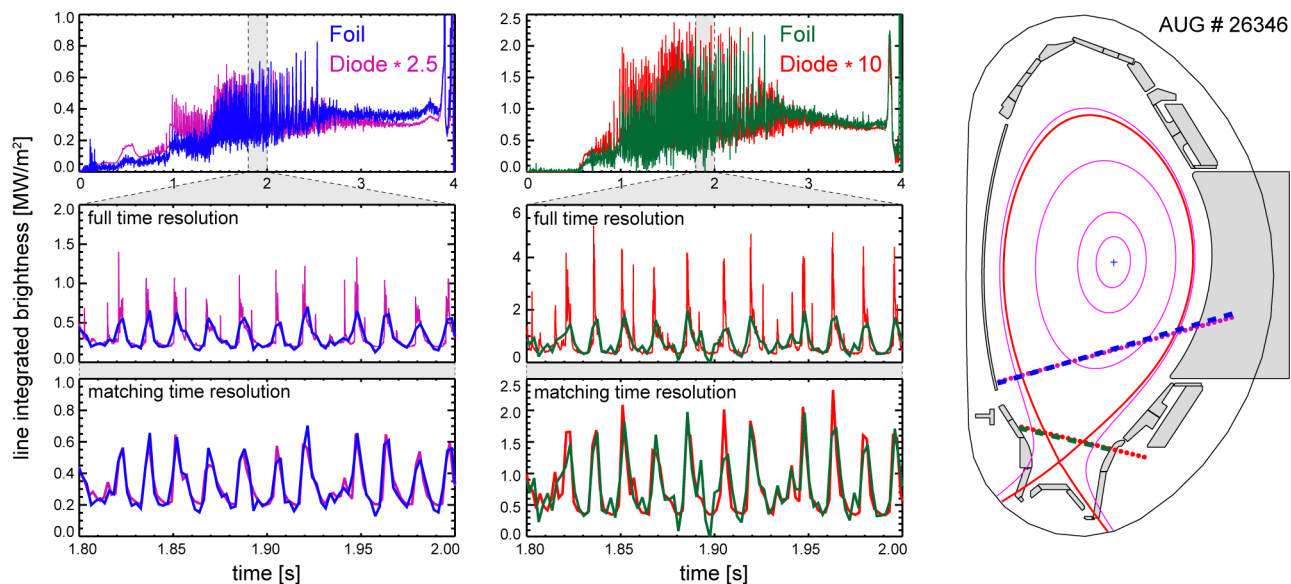 AUG # 26346
line integrated brightness [MW/m²]
1.0
0.8
0.6
0.4
0.2
0.0
Foil
Diode * 2.5
0 1 2 3 4
2.5
2.0
1.5
1.0
0.5
0.0
Foil
Diode * 10
0 1 2 3 4
2.0
1.5
1.0
0.5
0.0
full time resolution
6
4
2
0
full time resolution
1.0
0.8
0.6
0.4
0.2
0.0
matching time resolution
1.80 1.85 1.90 1.95 2.00
time [s]
2.5
2.0
1.5
1.0
0.5
0.0
matching time resolution
1.80 1.85 1.90 1.95 2.00
time [s]